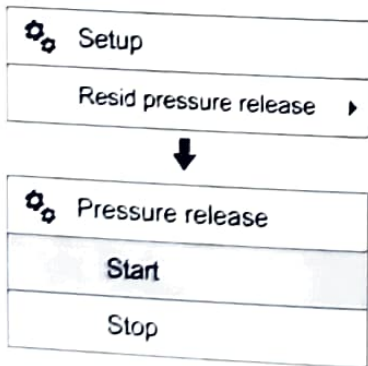 Setup
Resid pressure release
Pressure release
Start
Stop